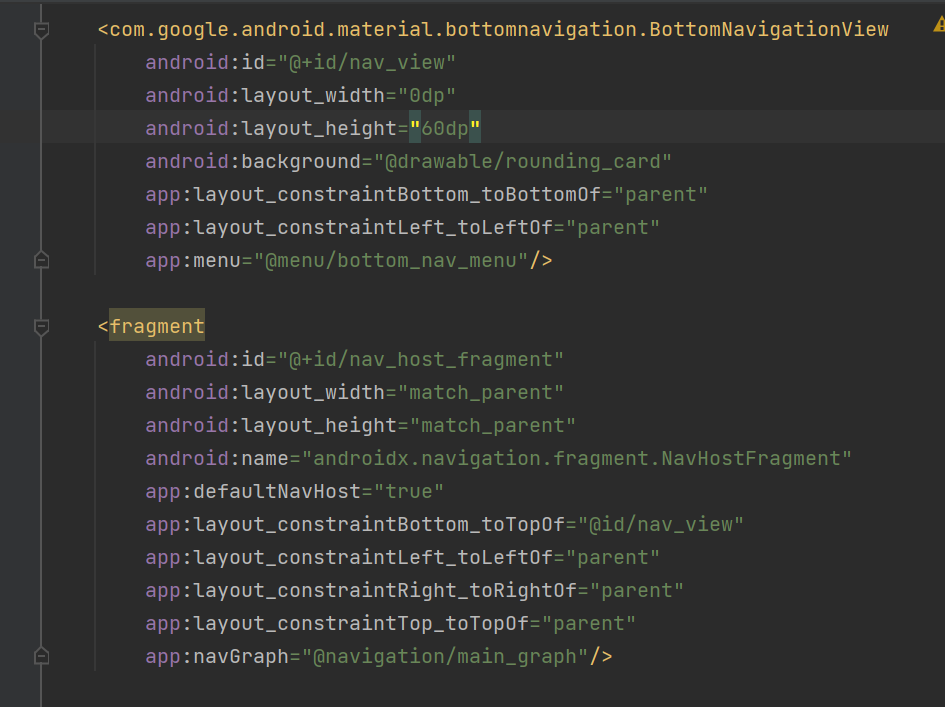 <com.google.android.material.bottomnavigation.BottomNavigationView
android:id="@+id/nav_view"
android:layout_width="0dp"
android:layout_height="60dp"
android:background="@drawable/rounding_card"
app:layout_constraintBottom_toBottomOf="parent"
app:layout_constraintLeft_toLeftOf="parent"
app:menu="@menu/bottom_nav_menu"/>
<fragment
android:id="@+id/nav_host_fragment"
android:layout_width="match_parent"
android:layout_height="match_parent"
android:name="androidx.navigation.fragment.NavHostFragment"
app:defaultNavHost="true"
app:layout_constraintBottom_toTopOf="@id/nav_view"
app:layout_constraintLeft_toLeftOf="parent"
app:layout_constraintRight_toRightOf="parent"
app:layout_constraintTop_toTopOf="parent"
app:navGraph="@navigation/main_graph"/>